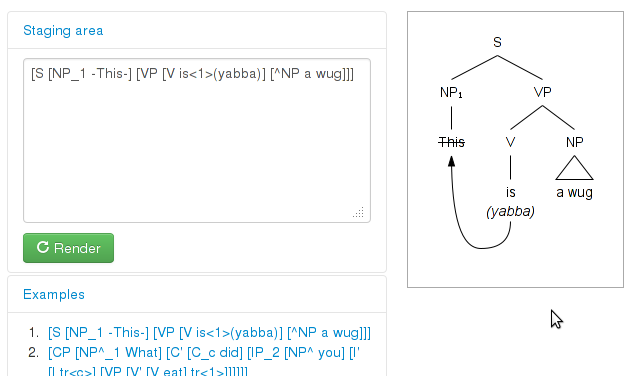 Staging area
[S [NP_1 -This-] [VP [V is<1>(yabba)] [^NP a wug]]]
Render
Examples
1. [S [NP_1 -This-] [VP [V is<1>(yabba)] [^NP a wug]]]
2. [CP [NP^_1 What] [C' [C_c did] [IP_2 [NP^ you] [I'
[I tr<c>] [VP [V' [V eat] tr<1>]]]]]]
S
NP₁ VP
This V NP
is a wug
(yabba)